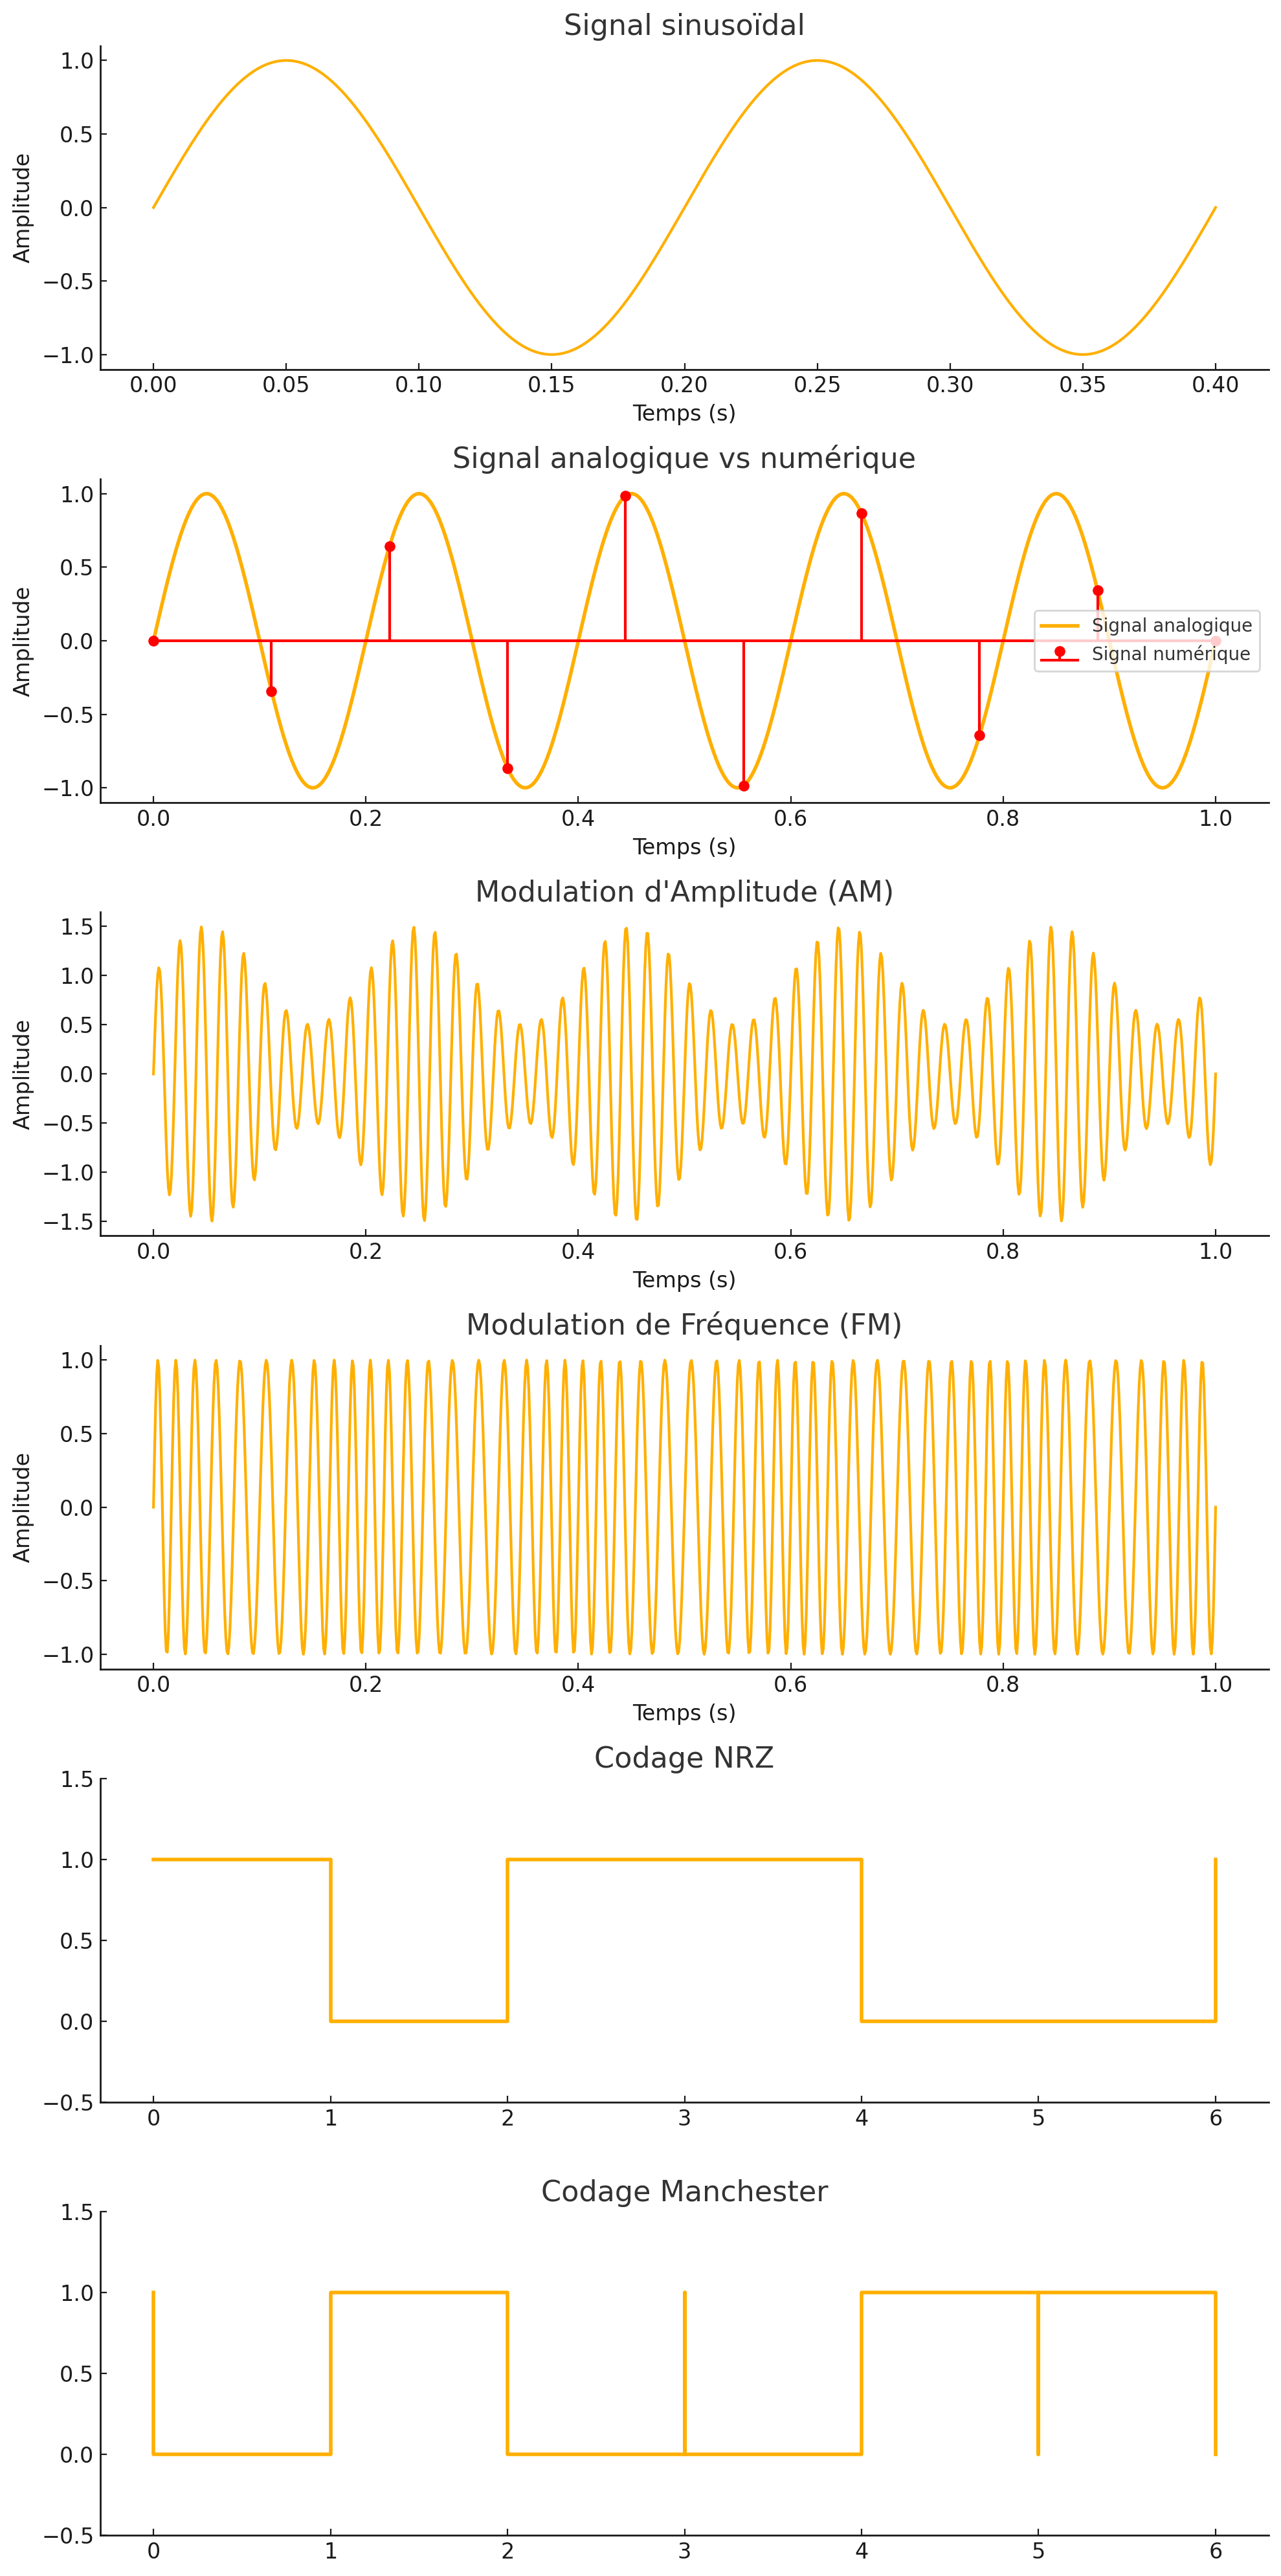 Signal sinusoïdal
1.0
0.5
0.0
−0.5
−1.0
Amplitude
0.00 0.05 0.10 0.15 0.20 0.25 0.30 0.35 0.40
Temps (s)
Signal analogique vs numérique
1.0
0.5
0.0
−0.5
−1.0
Amplitude
Signal analogique
Signal numérique
0.0 0.2 0.4 0.6 0.8 1.0
Temps (s)
Modulation d'Amplitude (AM)
1.5
1.0
0.5
0.0
−0.5
−1.0
−1.5
Amplitude
0.0 0.2 0.4 0.6 0.8 1.0
Temps (s)
Modulation de Fréquence (FM)
1.0
0.5
0.0
−0.5
−1.0
Amplitude
0.0 0.2 0.4 0.6 0.8 1.0
Temps (s)
Codage NRZ
1.5
1.0
0.5
0.0
−0.5
0 1 2 3 4 5 6
Codage Manchester
1.5
1.0
0.5
0.0
−0.5
0 1 2 3 4 5 6